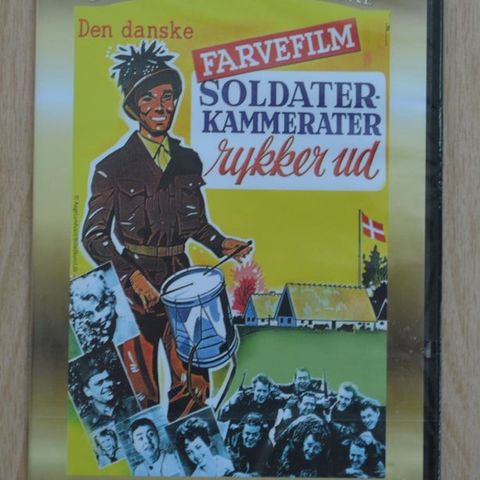 Den danske
FARVEFILM
SOLDATER-
KAMMERATER
rykker ud